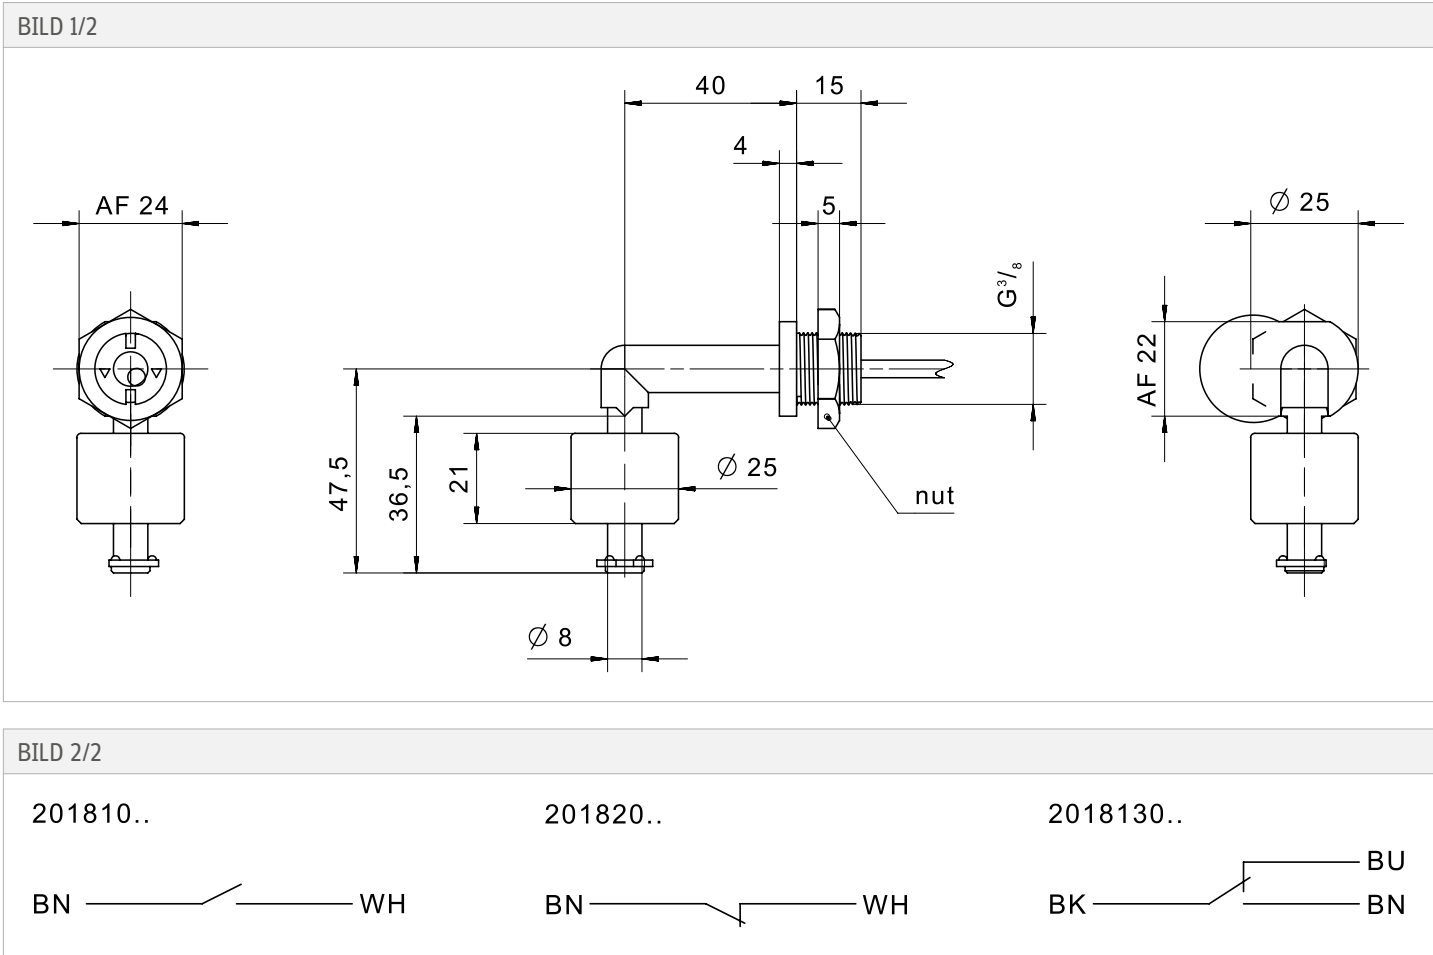 BILD 1/2
40
15
4
AF 24
5
Ø 25
G3/8
AF 22
47,5
36,5
21
Ø 25
nut
Ø 8
BILD 2/2
201810..
201820..
2018130..
BU
BN
WH
BN
WH
BK
BN